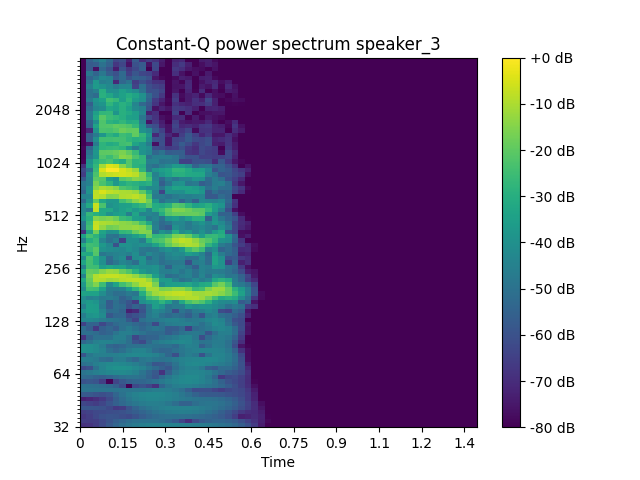 Constant-Q power spectrum speaker_3
Hz
2048
1024
512
256
128
64
32
0 0.15 0.3 0.45 0.6 0.75 0.9 1.1 1.2 1.4
Time
+0 dB
-10 dB
-20 dB
-30 dB
-40 dB
-50 dB
-60 dB
-70 dB
-80 dB